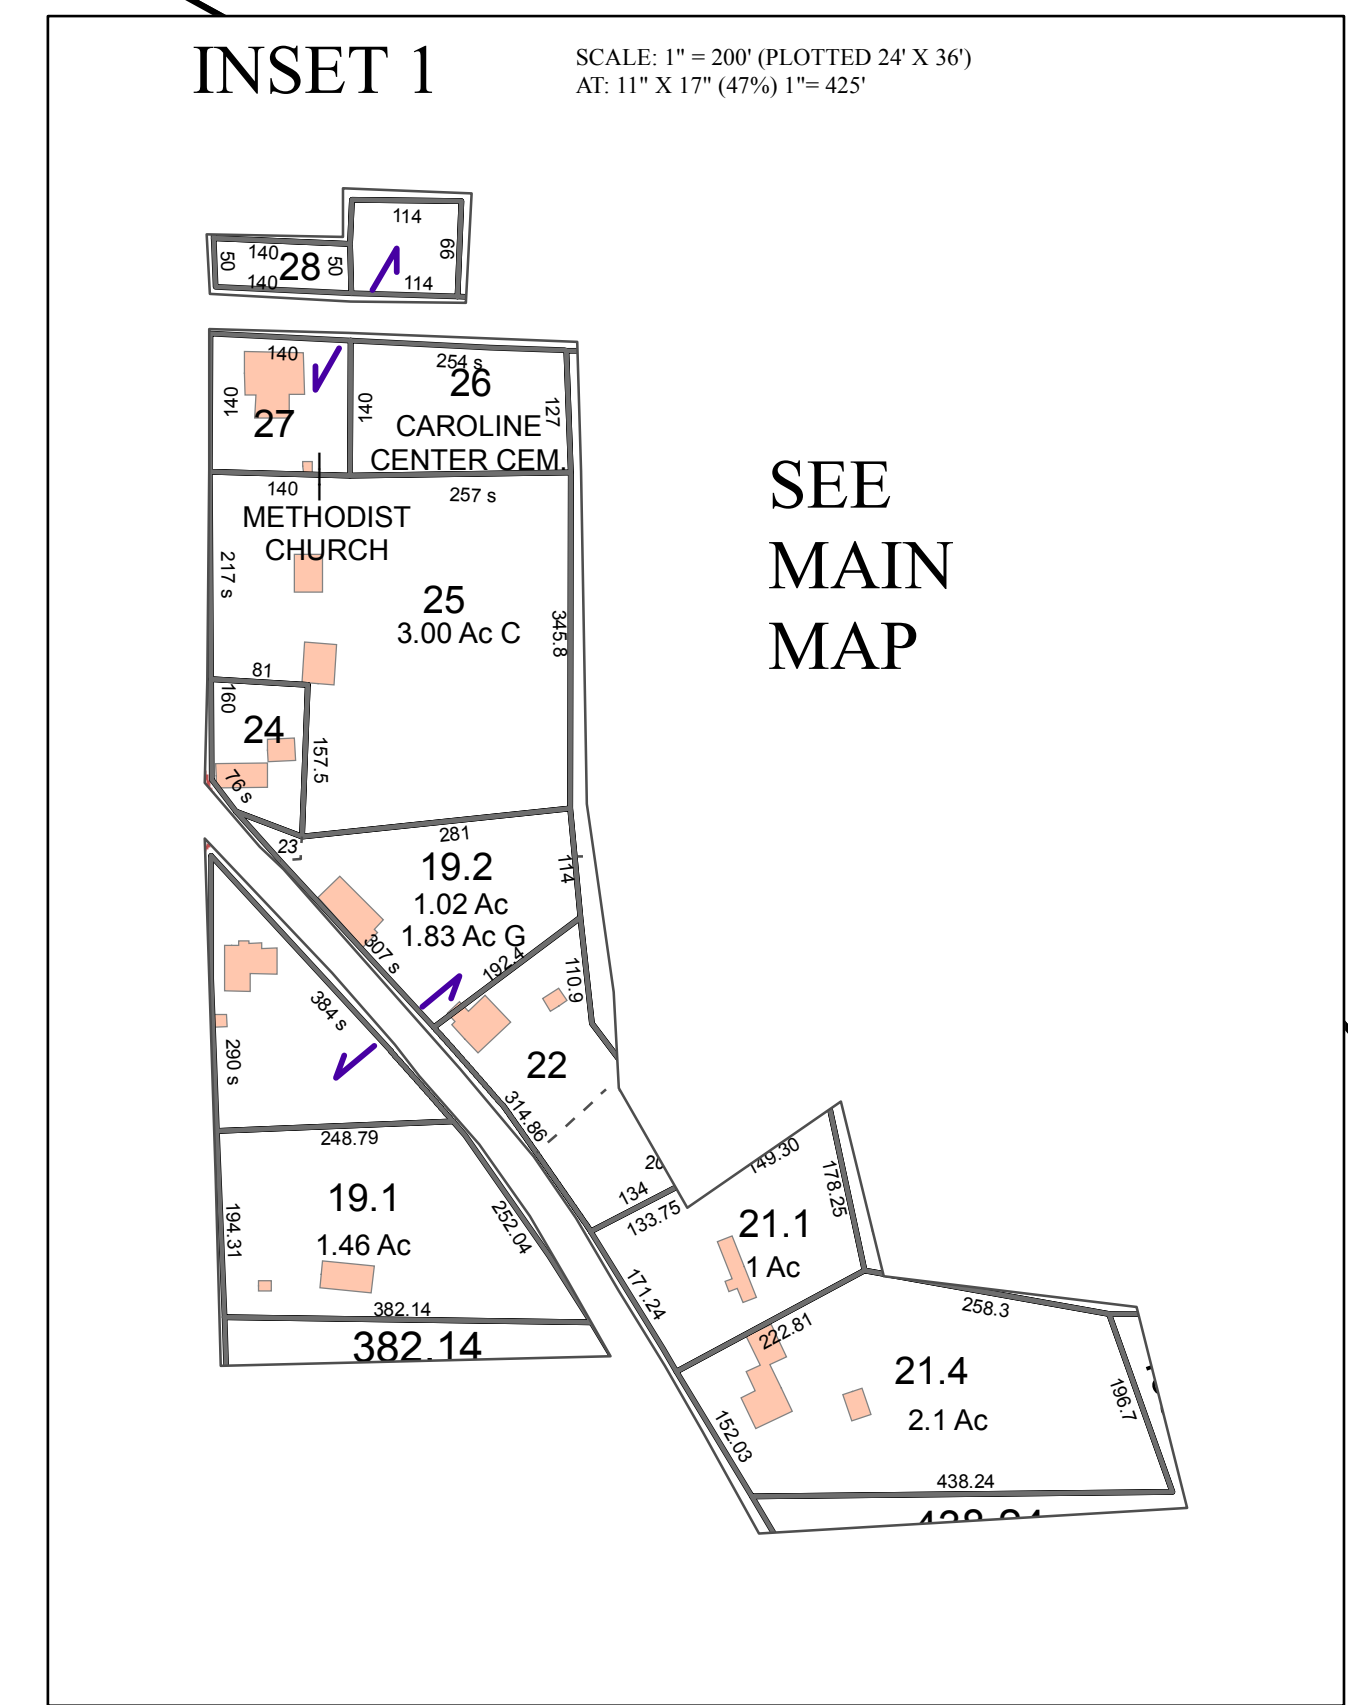 INSET 1
SCALE: 1" = 200' (PLOTTED 24' X 36')
AT: 11" X 17" (47%) 1"= 425'
114
66
114
50
140
28
50
140
140
140
27
254 s
26
140
127
CAROLINE
CENTER CEM.
140
257 s
METHODIST
CHURCH
217 s
25
3.00 Ac C
345.8
SEE
MAIN
MAP
81
160
24
157.5
76 s
23
281
19.2
1.02 Ac
1.83 Ac G
114
307 s
192.4
110.9
384 s
290 s
22
314.86
134
133.75
248.79
19.1
1.46 Ac
194.31
252.04
382.14
382.14
149.30
178.25
21.1
1 Ac
171.24
222.81
258.3
21.4
2.1 Ac
196.7
152.03
438.24